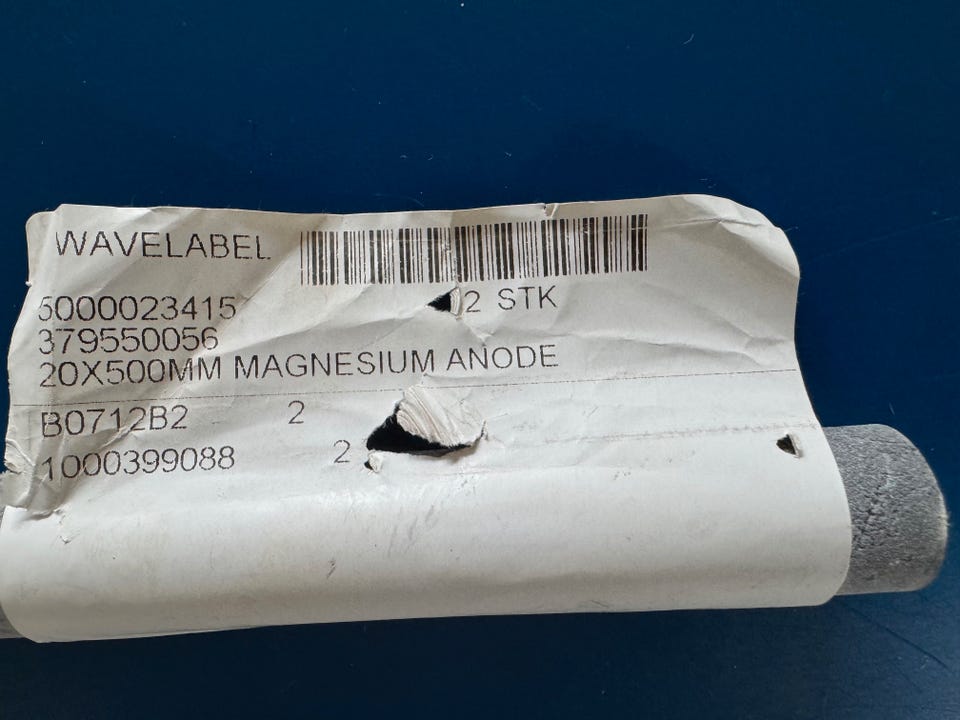 WAVELABEL
5000023415 2 STK
379550056
20X500MM MAGNESIUM ANODE
B0712B2 2
1000399088 2